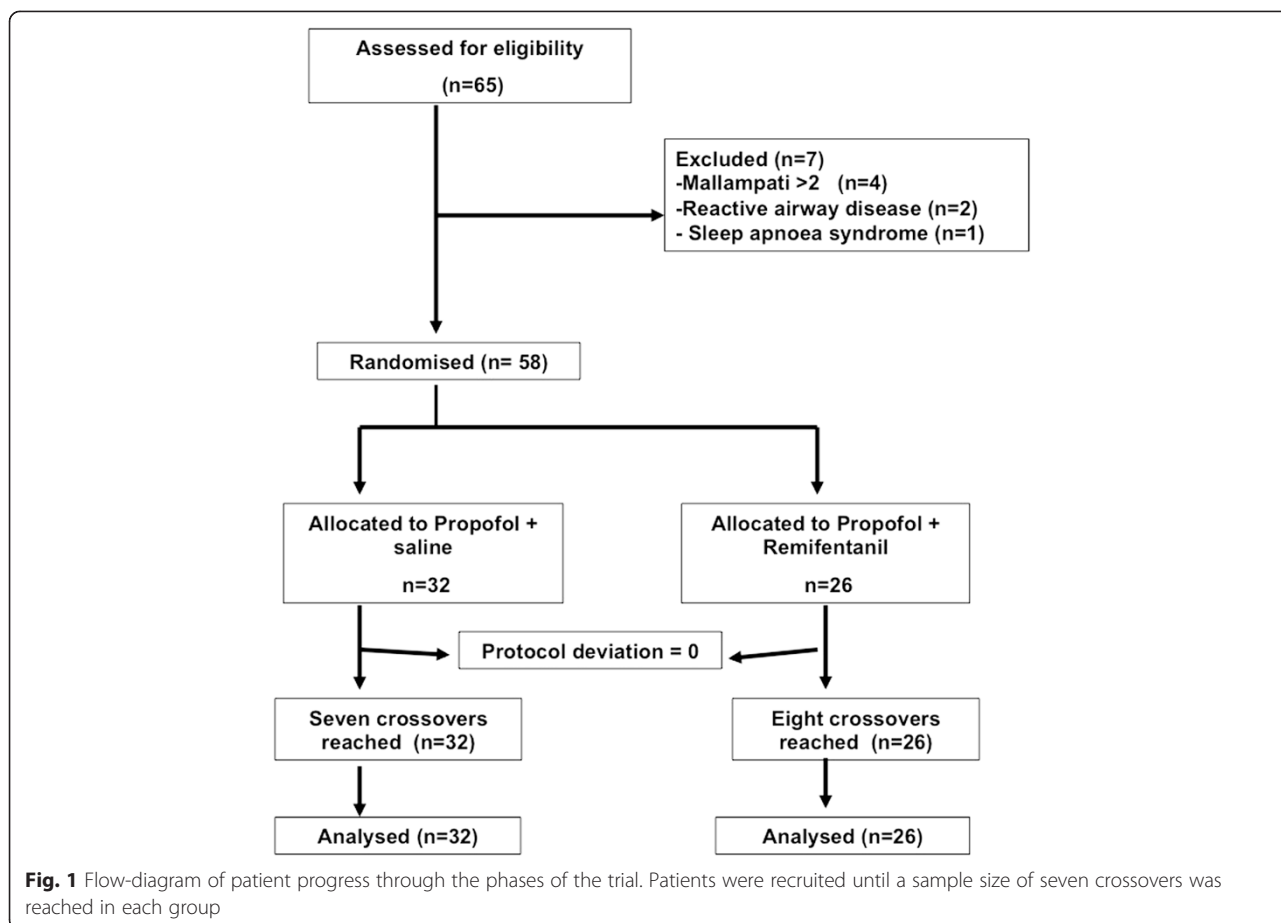 Assessed for eligibility
(n=65)
Excluded (n=7)
-Mallampati >2 (n=4)
-Reactive airway disease (n=2)
- Sleep apnoea syndrome (n=1)
Randomised (n= 58)
Allocated to Propofol +
saline
n=32
Allocated to Propofol +
Remifentanil
n=26
Protocol deviation = 0
Seven crossovers
reached (n=32)
Eight crossovers
reached (n=26)
Analysed (n=32)
Analysed (n=26)
Fig. 1 Flow-diagram of patient progress through the phases of the trial. Patients were recruited until a sample size of seven crossovers was
reached in each group